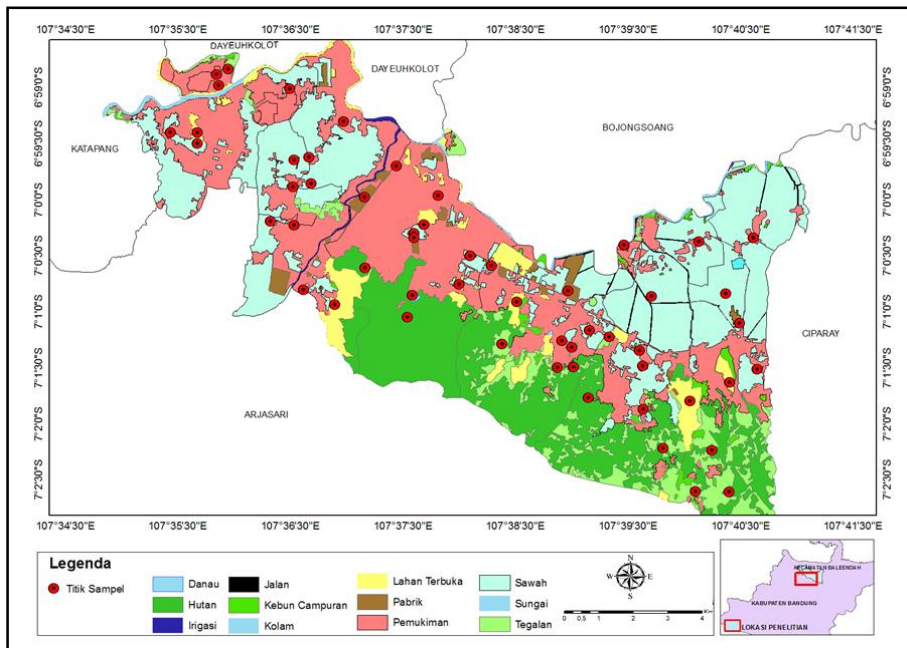 107°34'30"E 107°35'30"E 107°36'30"E 107°37'30"E 107°38'30"E 107°39'30"E 107°40'30"E 107°41'30"E
DAYEUHKOLOT
DAYEUHKOLOT
BOJONGSOANG
KATAPANG
CIPARAY
ARJASARI
6°59'0"S
6°59'30"S
7°0'0"S
7°0'30"S
7°1'0"S
7°1'30"S
7°2'0"S
7°2'30"S
6°59'0"S
6°59'30"S
7°0'0"S
7°0'30"S
7°1'0"S
7°1'30"S
7°2'0"S
7°2'30"S
107°34'30"E 107°35'30"E 107°36'30"E 107°37'30"E 107°38'30"E 107°39'30"E 107°40'30"E 107°41'30"E
Legenda
Titik Sampel
Danau
Hutan
Irigasi
Jalan
Kebun Campuran
Kolam
Lahan Terbuka
Pabrik
Pemukiman
Sawah
Sungai
Tegalan
N
W E
S
0 0,5 1 2 3 4
Km
KECAMATAN BALEENDAH
KABUPATEN BANDUNG
LOKASI PENELITIAN